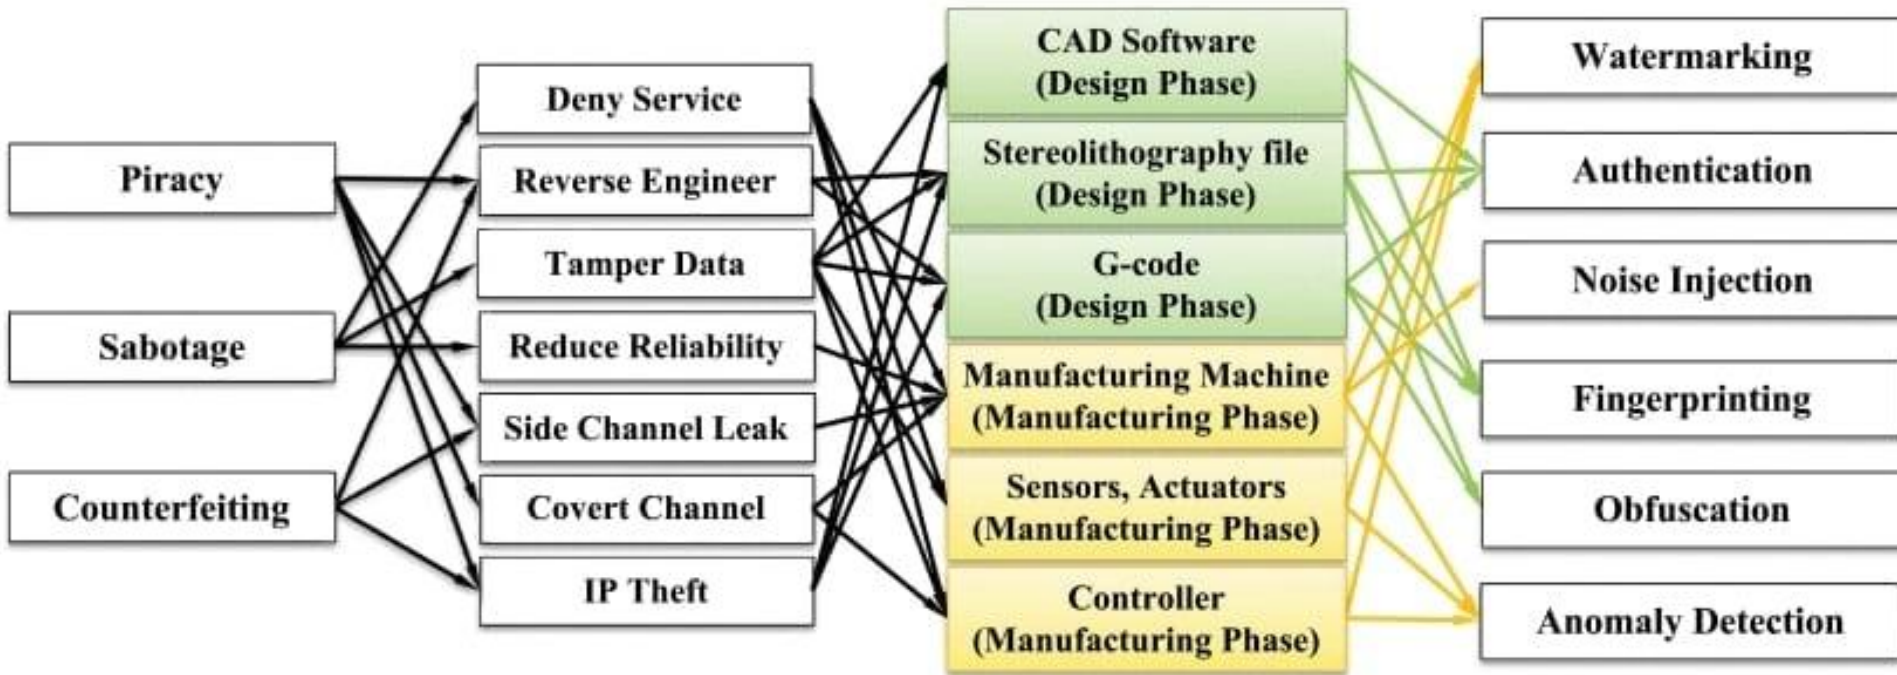 Piracy
Sabotage
Counterfeiting
Deny Service
Reverse Engineer
Tamper Data
Reduce Reliability
Side Channel Leak
Covert Channel
IP Theft
CAD Software
(Design Phase)
Stereolithography file
(Design Phase)
G-code
(Design Phase)
Manufacturing Machine
(Manufacturing Phase)
Sensors, Actuators
(Manufacturing Phase)
Controller
(Manufacturing Phase)
Watermarking
Authentication
Noise Injection
Fingerprinting
Obfuscation
Anomaly Detection